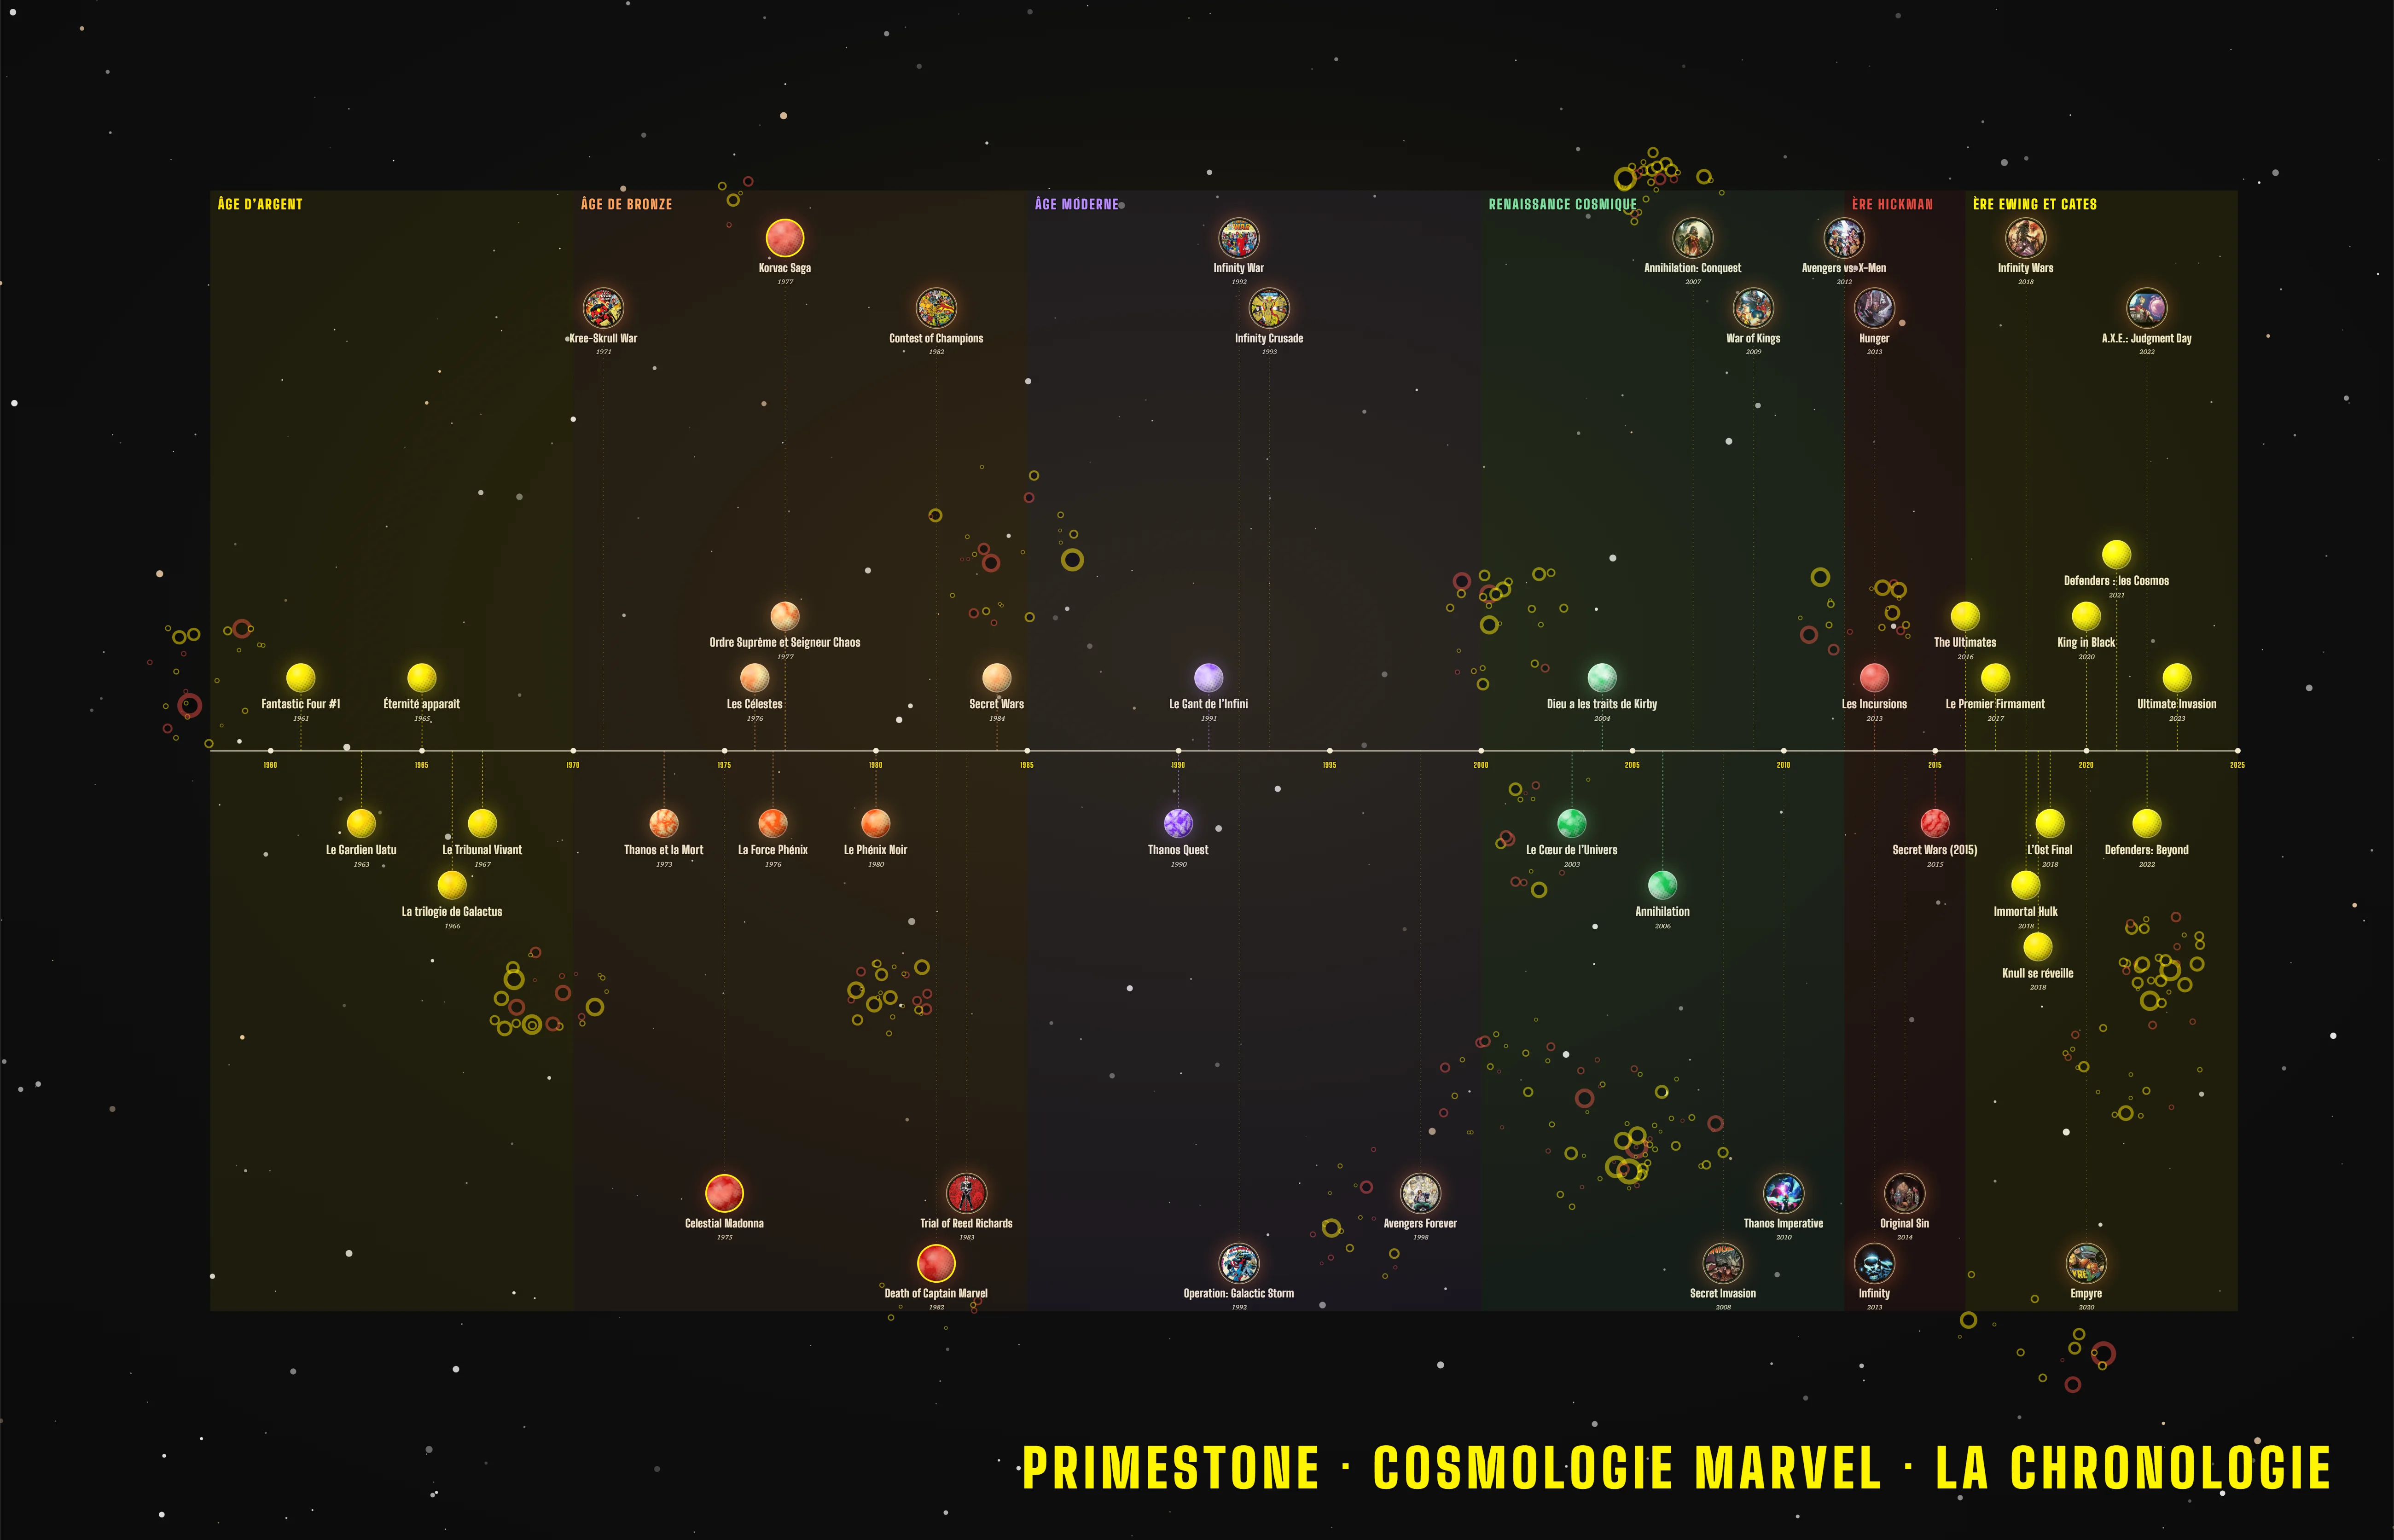 ÂGE D'ARGENT
ÂGE DE BRONZE
ÂGE MODERNE
RENAISSANCE COSMIQUE
ÈRE HICKMAN
ÈRE EWING ET CATES
Korvac Saga
1977
Infinity War
1992
Annihilation: Conquest
2007
Avengers vs. X-Men
2012
Infinity Wars
2018
Kree-Skrull War
1971
Contest of Champions
1982
Infinity Crusade
1993
War of Kings
2009
Hunger
2013
A.X.E.: Judgment Day
2022
Defenders : les Cosmos
2021
Ordre Suprême et Seigneur Chaos
1977
The Ultimates
2016
King in Black
2020
Fantastic Four #1
1961
Éternité apparaît
1965
Les Célestes
1976
Secret Wars
1984
Le Gant de l'Infini
1991
Dieu a les traits de Kirby
2004
Les Incursions
2013
Le Premier Firmament
2017
Ultimate Invasion
2023
1960
1965
1970
1975
1980
1985
1990
1995
2000
2005
2010
2015
2020
2025
Le Gardien Uatu
1963
Le Tribunal Vivant
1967
Thanos et la Mort
1973
La Force Phénix
1976
Le Phénix Noir
1980
Thanos Quest
1990
Le Cœur de l'Univers
2003
Secret Wars (2015)
2015
L'Ost Final
2018
Defenders: Beyond
2022
La trilogie de Galactus
1966
Annihilation
2006
Immortal Hulk
2018
Knull se réveille
2018
Celestial Madonna
1975
Trial of Reed Richards
1983
Avengers Forever
1998
Thanos Imperative
2010
Original Sin
2014
Death of Captain Marvel
1982
Operation: Galactic Storm
1992
Secret Invasion
2008
Infinity
2013
Empyre
2020
PRIMESTONE · COSMOLOGIE MARVEL · LA CHRONOLOGIE